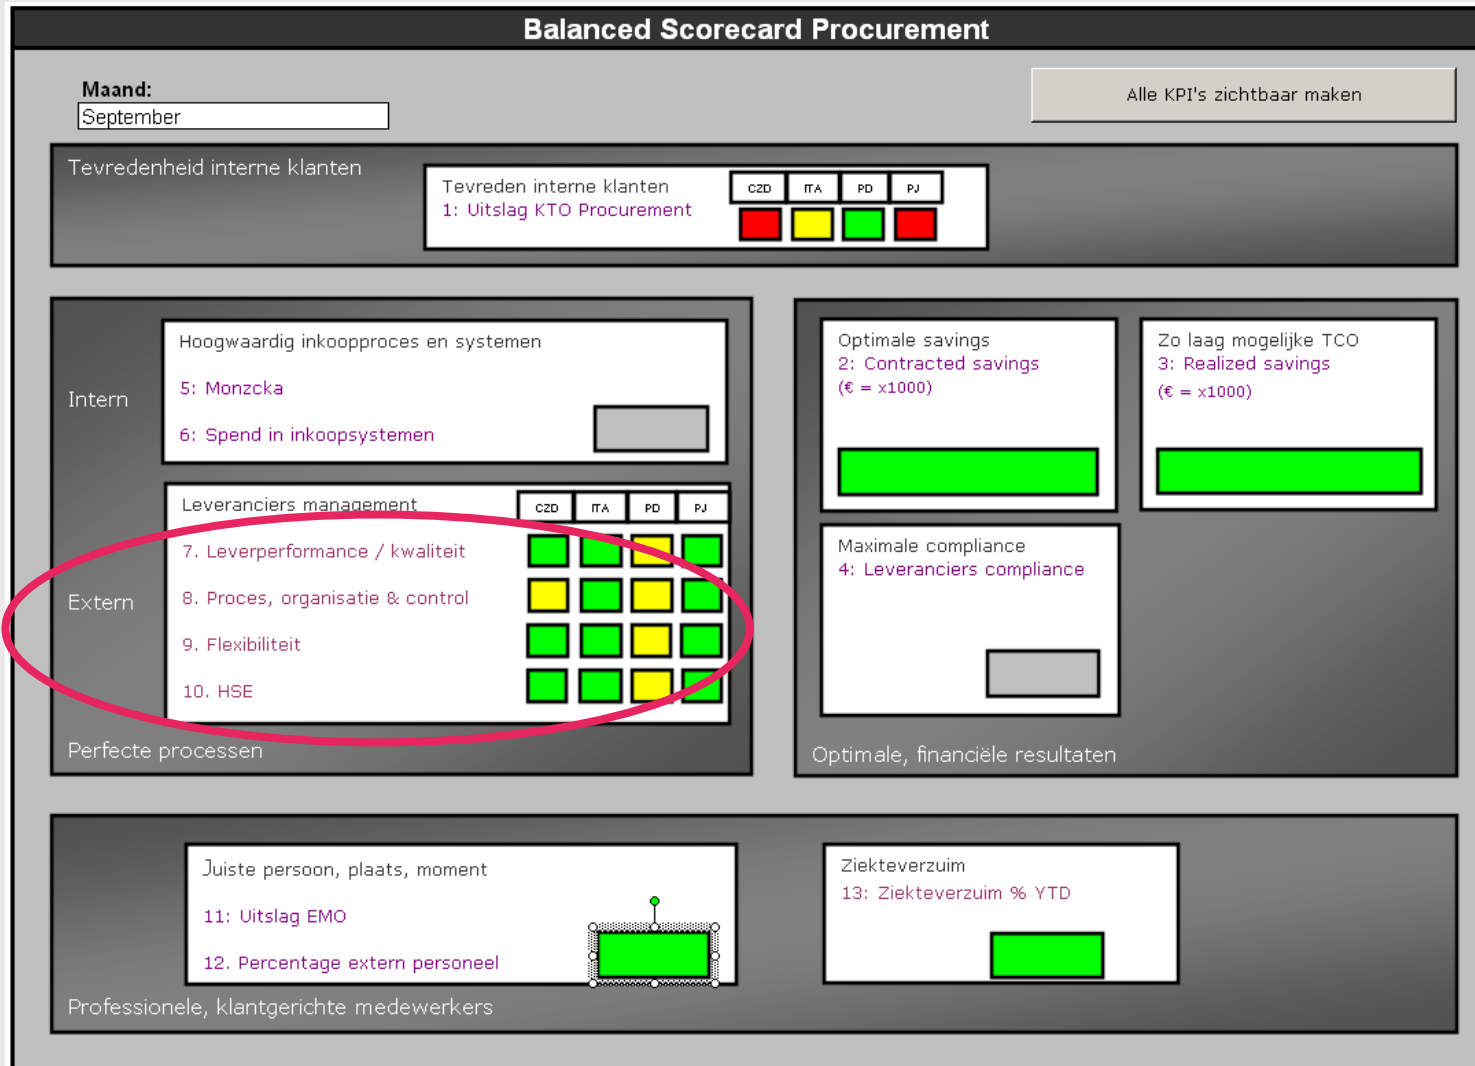 Balanced Scorecard Procurement
Maand:
September
Alle KPI's zichtbaar maken
Tevredenheid interne klanten
Tevreden interne klanten
1: Uitslag KTO Procurement
CZD ITA PD PJ
Intern
Hoogwaardig inkoopproces en systemen
5: Monzcka
6: Spend in inkoopsystemen
Extern
Leveranciers management
CZD ITA PD PJ
7. Leverperformance / kwaliteit
8. Proces, organisatie & control
9. Flexibiliteit
10. HSE
Perfecte processen
Optimale savings
2: Contracted savings
(€ = x1000)
Zo laag mogelijke TCO
3: Realized savings
(€ = x1000)
Maximale compliance
4: Leveranciers compliance
Optimale, financiële resultaten
Juiste persoon, plaats, moment
11: Uitslag EMO
12. Percentage extern personeel
Ziekteverzuim
13: Ziekteverzuim % YTD
Professionele, klantgerichte medewerkers